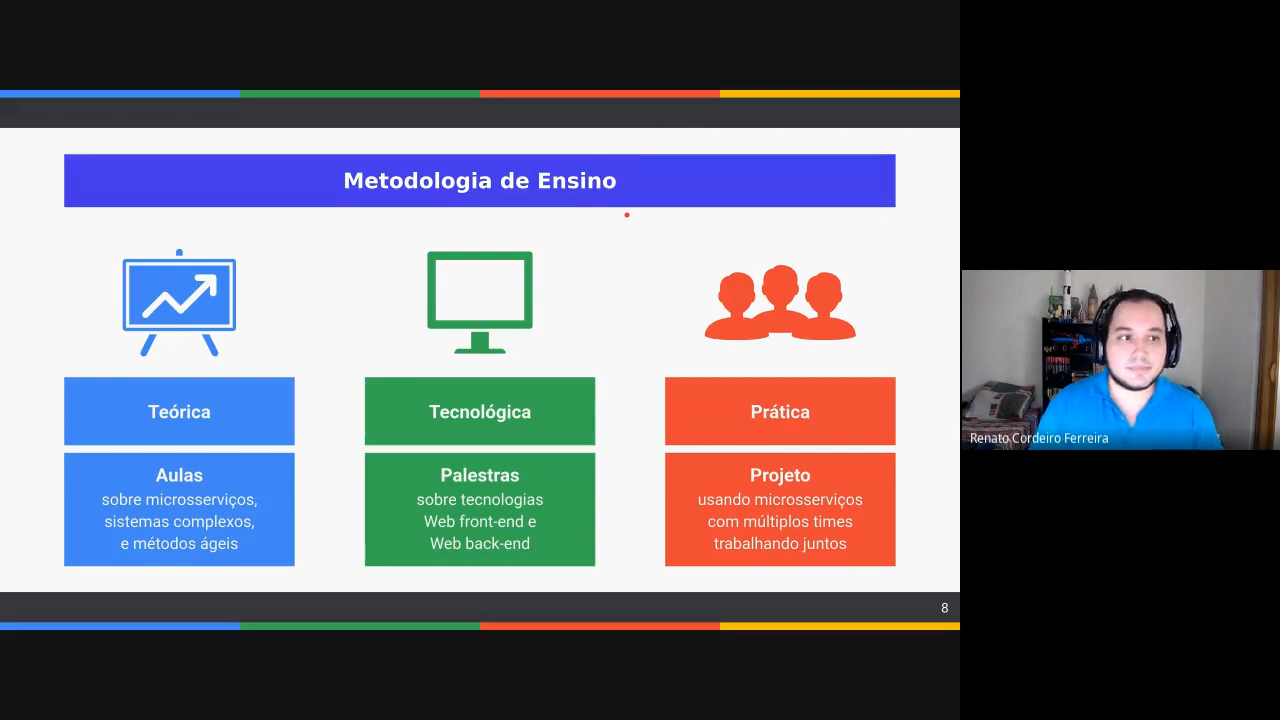 Metodologia de Ensino
Teórica
Aulas
sobre microsserviços,
sistemas complexos,
e métodos ágeis
Tecnológica
Palestras
sobre tecnologias
Web front-end e
Web back-end
Prática
Projeto
usando microsserviços
com múltiplos times
trabalhando juntos
8
Renato Cordeiro Ferreira